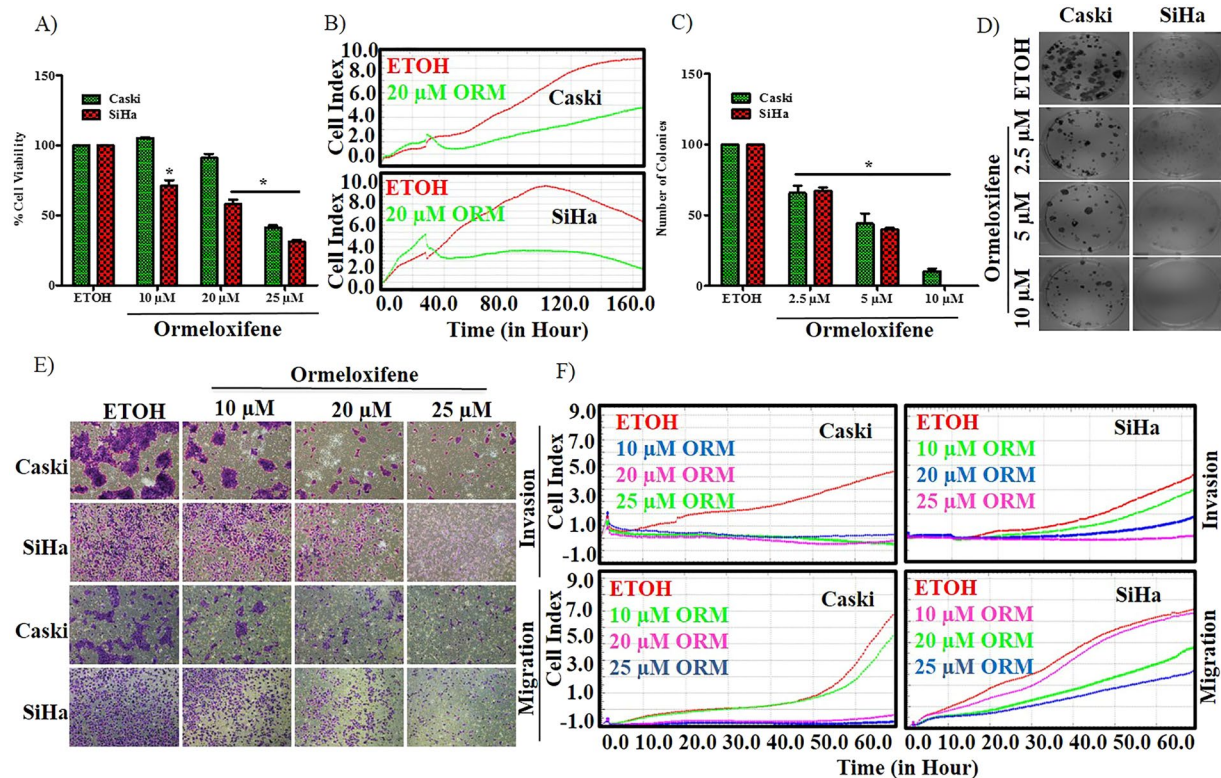 A)
150
100
50
0
% Cell Viability
Caski
SiHa
*
*
ETOH 10 µM 20 µM 25 µM
Ormeloxifene
B)
10.0
8.0
6.0
4.0
2.0
0.0
Cell Index
ETOH
20 µM ORM
Caski
10.0
8.0
6.0
4.0
2.0
0.0
Cell Index
ETOH
20 µM ORM
SiHa
0.0 40.0 80.0 120.0 160.0
Time (in Hour)
C)
150
100
50
0
Number of Colonies
Caski
SiHa
*
ETOH 2.5 µM 5 µM 10 µM
Ormeloxifene
D)
Caski SiHa
ETOH
2.5 µM
5 µM
10 µM
Ormeloxifene
E)
Ormeloxifene
ETOH 10 µM 20 µM 25 µM
Caski
SiHa
Invasion
Caski
SiHa
Migration
F)
9.0
7.0
5.0
3.0
1.0
-1.0
Cell Index
ETOH
10 µM ORM
20 µM ORM
25 µM ORM
Caski
ETOH
10 µM ORM
20 µM ORM
25 µM ORM
SiHa
Invasion
9.0
7.0
5.0
3.0
1.0
-1.0
Cell Index
ETOH
10 µM ORM
20 µM ORM
25 µM ORM
Caski
ETOH
10 µM ORM
20 µM ORM
25 µM ORM
SiHa
Migration
0.0 10.0 20.0 30.0 40.0 50.0 60.0 0.0 10.0 20.0 30.0 40.0 50.0 60.0
Time (in Hour)